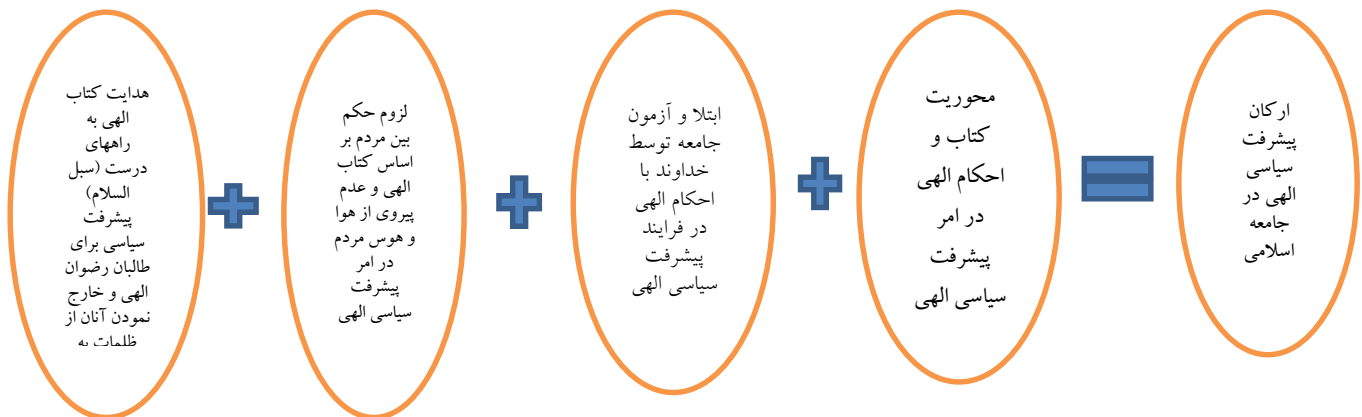 ارکان
پیشرفت
سیاسی
الهی در
جامعه
اسلامی
محوریت
کتاب و
احکام الهی
در امر
پیشرفت
سیاسی الهی
ابتلا و آزمون
جامعه توسط
خداوند با
احکام الهی
در فرایند
پیشرفت
سیاسی الهی
لزوم حکم
بین مردم بر
اساس کتاب
الهی و عدم
پیروی از هوا
و هوس مردم
در امر
پیشرفت
سیاسی الهی
هدایت کتاب
الهی به
راههای
درست (سبل
السلام)
پیشرفت
سیاسی برای
طالبان رضوان
الهی و خارج
نمودن آنان از
ظلمات به